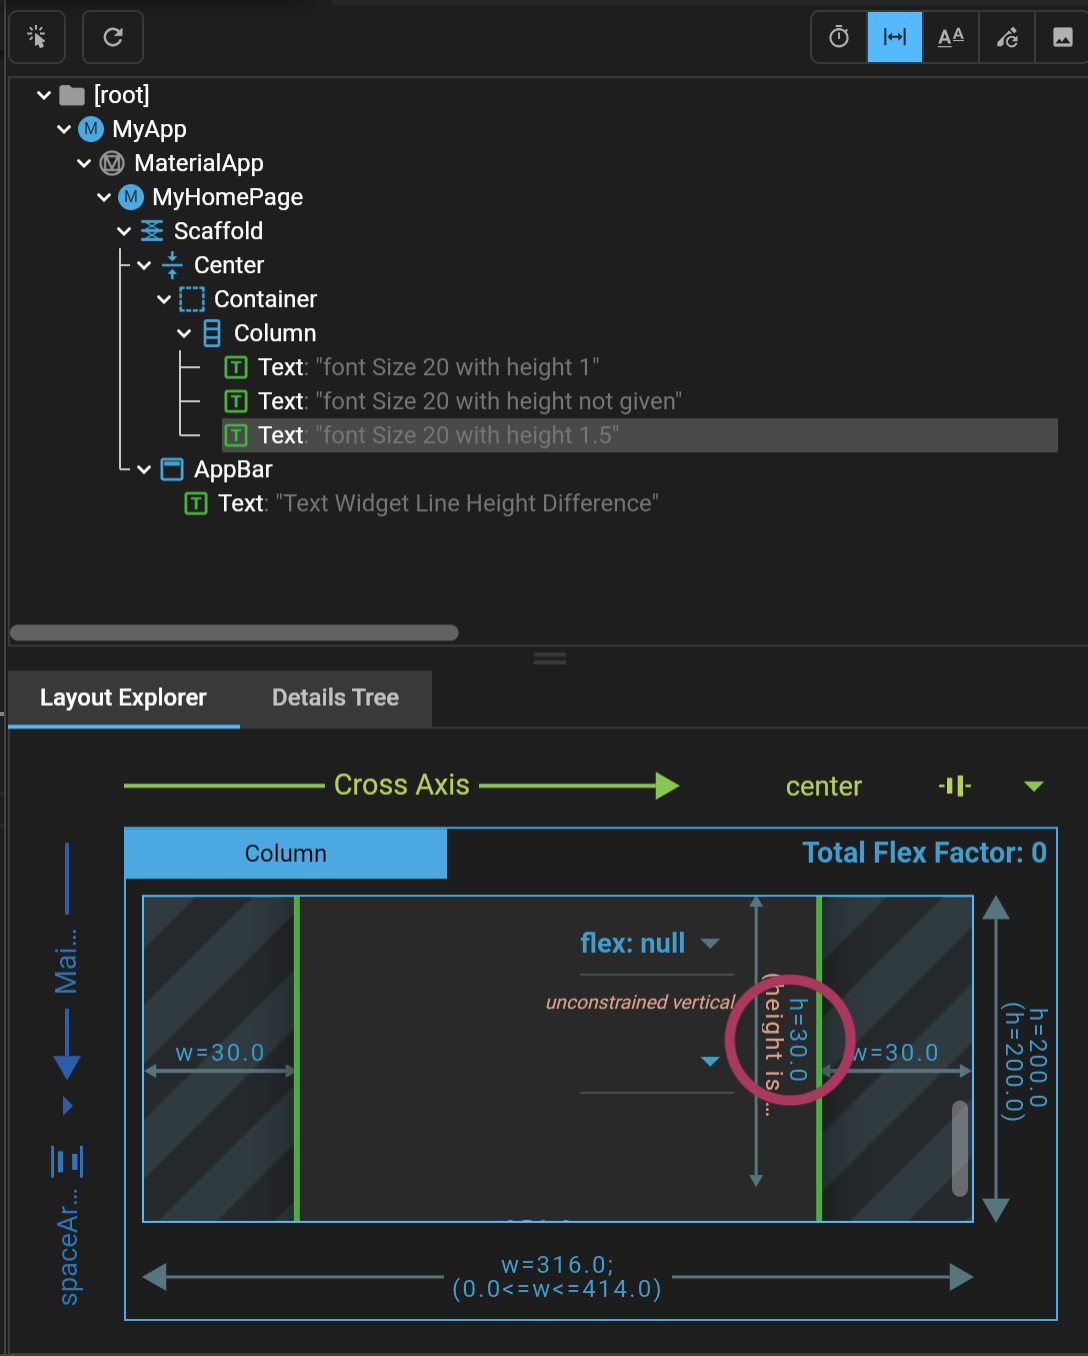 [root]
MyApp
MaterialApp
MyHomePage
Scaffold
Center
Container
Column
Text: "font Size 20 with height 1"
Text: "font Size 20 with height not given"
Text: "font Size 20 with height 1.5"
AppBar
Text: "Text Widget Line Height Difference"
Layout Explorer
Details Tree
Cross Axis
center
Column
Total Flex Factor: 0
Mai...
flex: null
unconstrained vertical
h=30.0
(height is ...
w=30.0
w=30.0
h=200.0
(h=200.0)
spaceAr...
w=316.0;
(0.0<=w<=414.0)